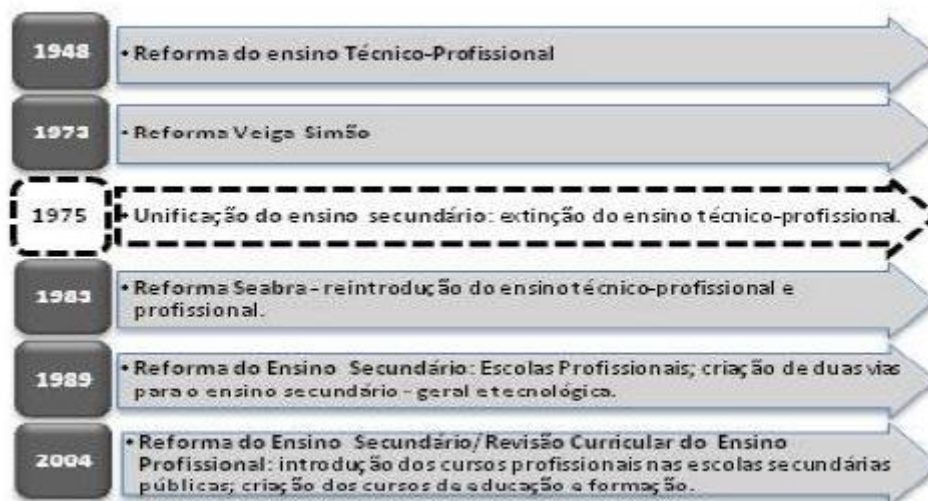 1948
• Reforma do ensino Técnico-Profissional
1973
• Reforma Veiga Simão
1975
• Unificação do ensino secundário: extinção do ensino técnico-profissional.
1983
• Reforma Seabra - reintrodução do ensino técnico-profissional e
profissional.
1989
• Reforma do Ensino Secundário: Escolas Profissionais; criação de duas vias
para o ensino secundário - geral e tecnológica.
2004
• Reforma do Ensino Secundário/Revisão Curricular do Ensino
Profissional: introdução dos cursos profissionais nas escolas secundárias
públicas; criação dos cursos de educação e formação.